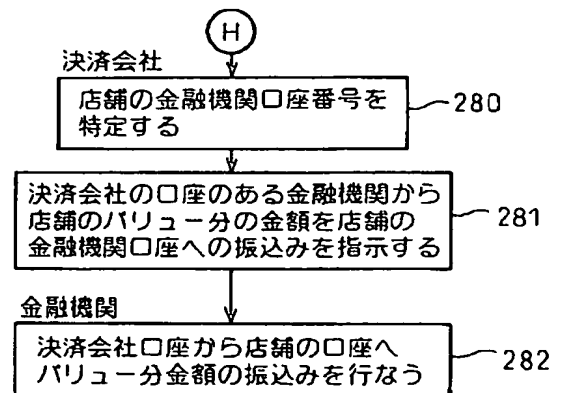 H
決済会社
店舗の金融機関口座番号を
特定する
280
決済会社の口座のある金融機関から
店舗のバリュー分の金額を店舗の
金融機関口座への振込みを指示する
281
金融機関
決済会社口座から店舗の口座へ
バリュー分金額の振込みを行なう
282